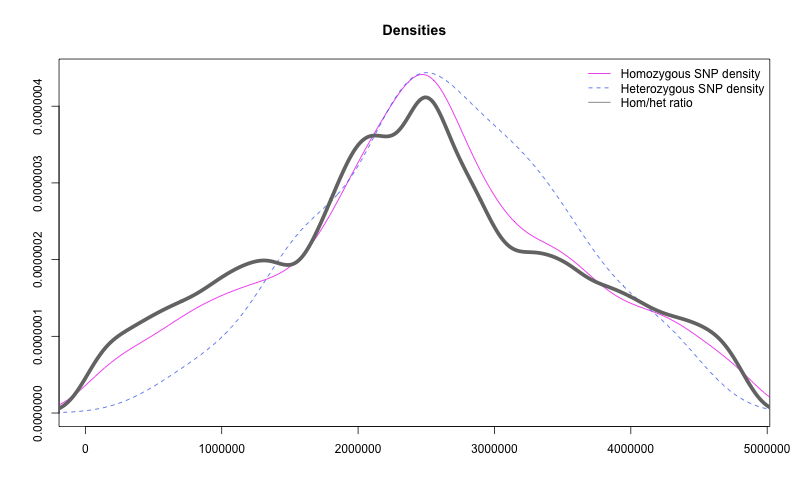 Densities
Homozygous SNP density
Heterozygous SNP density
Hom/het ratio
0.0000004
0.0000003
0.0000002
0.0000001
0.0000000
0 1000000 2000000 3000000 4000000 5000000